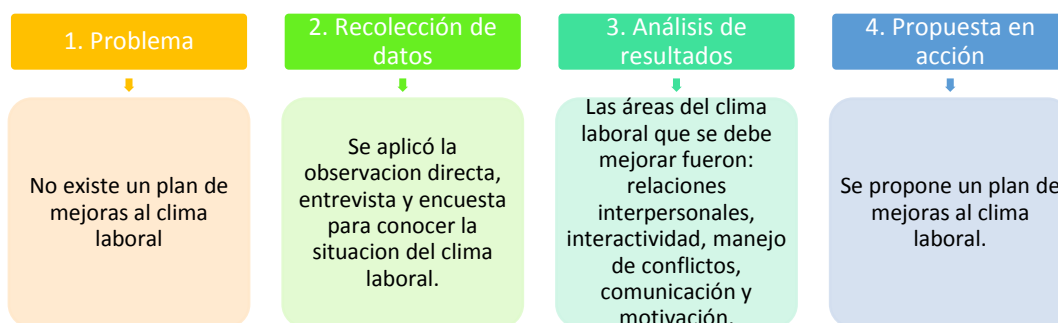 1. Problema
No existe un plan de
mejoras al clima
laboral
2. Recolección de
datos
Se aplicó la
observacion directa,
entrevista y encuesta
para conocer la
situacion del clima
laboral.
3. Análisis de
resultados
Las áreas del clima
laboral que se debe
mejorar fueron:
relaciones
interpersonales,
interactividad, manejo
de conflictos,
comunicación y
motivación.
4. Propuesta en
acción
Se propone un plan de
mejoras al clima
laboral.